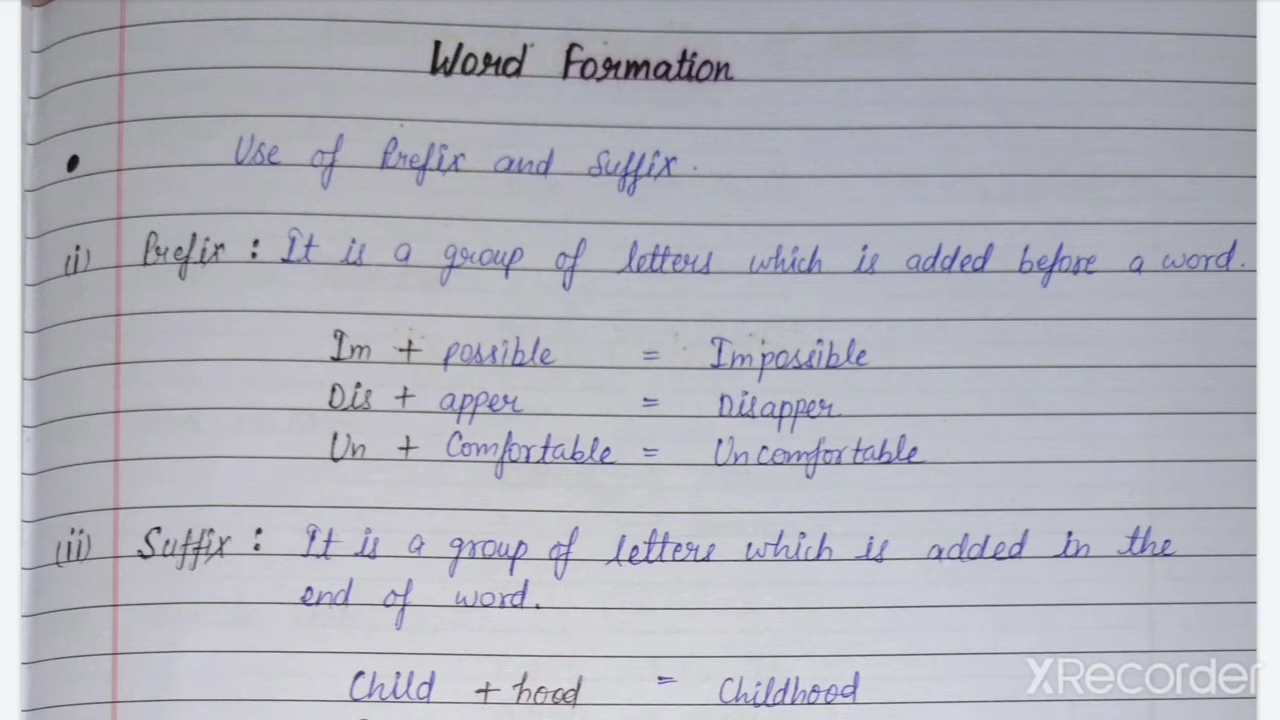 Word Formation
• Use of Prefix and Suffix.
(i) Prefix : It is a group of letters which is added before a word.
Im + possible = Impossible
Dis + apper = Disapper
Un + Comfortable = Uncomfortable
(ii) Suffix : It is a group of letters which is added in the
end of word.
Child + hood = Childhood
XRecorder